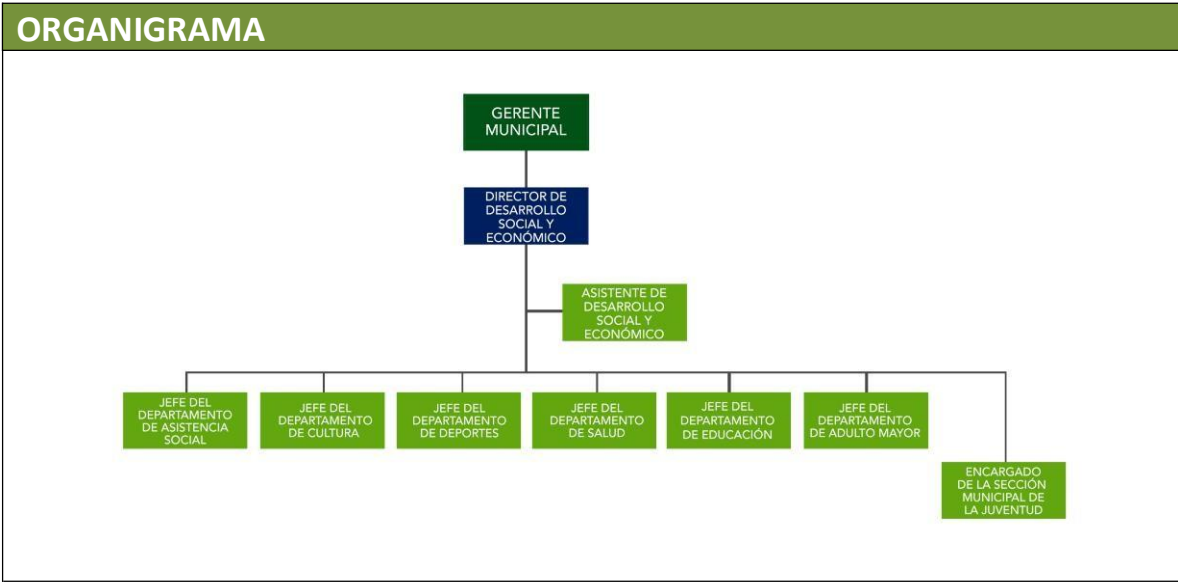 ORGANIGRAMA
GERENTE
MUNICIPAL
DIRECTOR DE
DESARROLLO
SOCIAL Y
ECONÓMICO
ASISTENTE DE
DESARROLLO
SOCIAL Y
ECONÓMICO
JEFE DEL
DEPARTAMENTO
DE ASISTENCIA
SOCIAL
JEFE DEL
DEPARTAMENTO
DE CULTURA
JEFE DEL
DEPARTAMENTO
DE DEPORTES
JEFE DEL
DEPARTAMENTO
DE SALUD
JEFE DEL
DEPARTAMENTO
DE EDUCACIÓN
JEFE DEL
DEPARTAMENTO
DE ADULTO MAYOR
ENCARGADO
DE LA SECCIÓN
MUNICIPAL DE
LA JUVENTUD